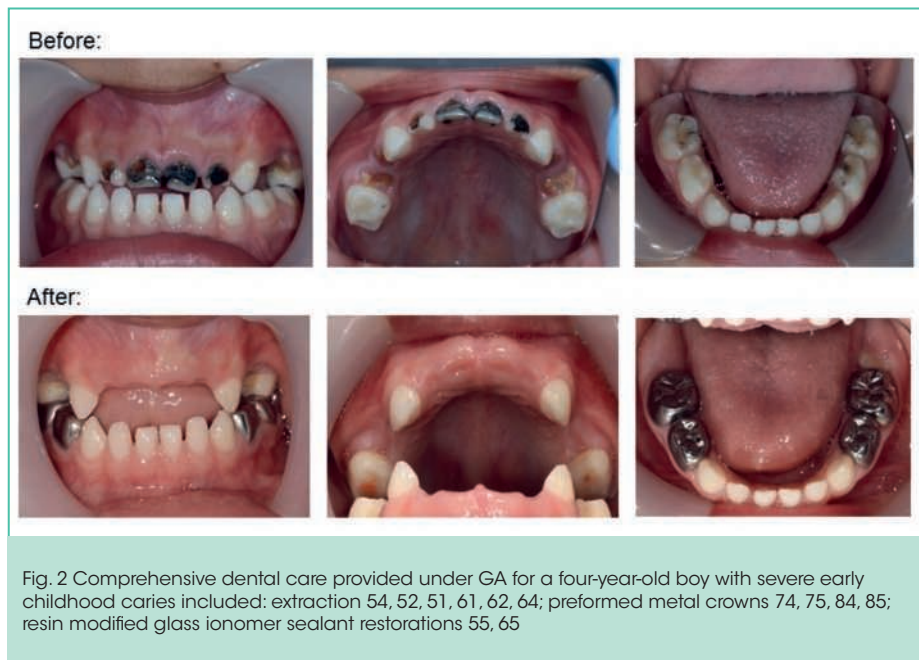 Before:
After:
Fig. 2 Comprehensive dental care provided under GA for a four-year-old boy with severe early
childhood caries included: extraction 54, 52, 51, 61, 62, 64; preformed metal crowns 74, 75, 84, 85;
resin modified glass ionomer sealant restorations 55, 65